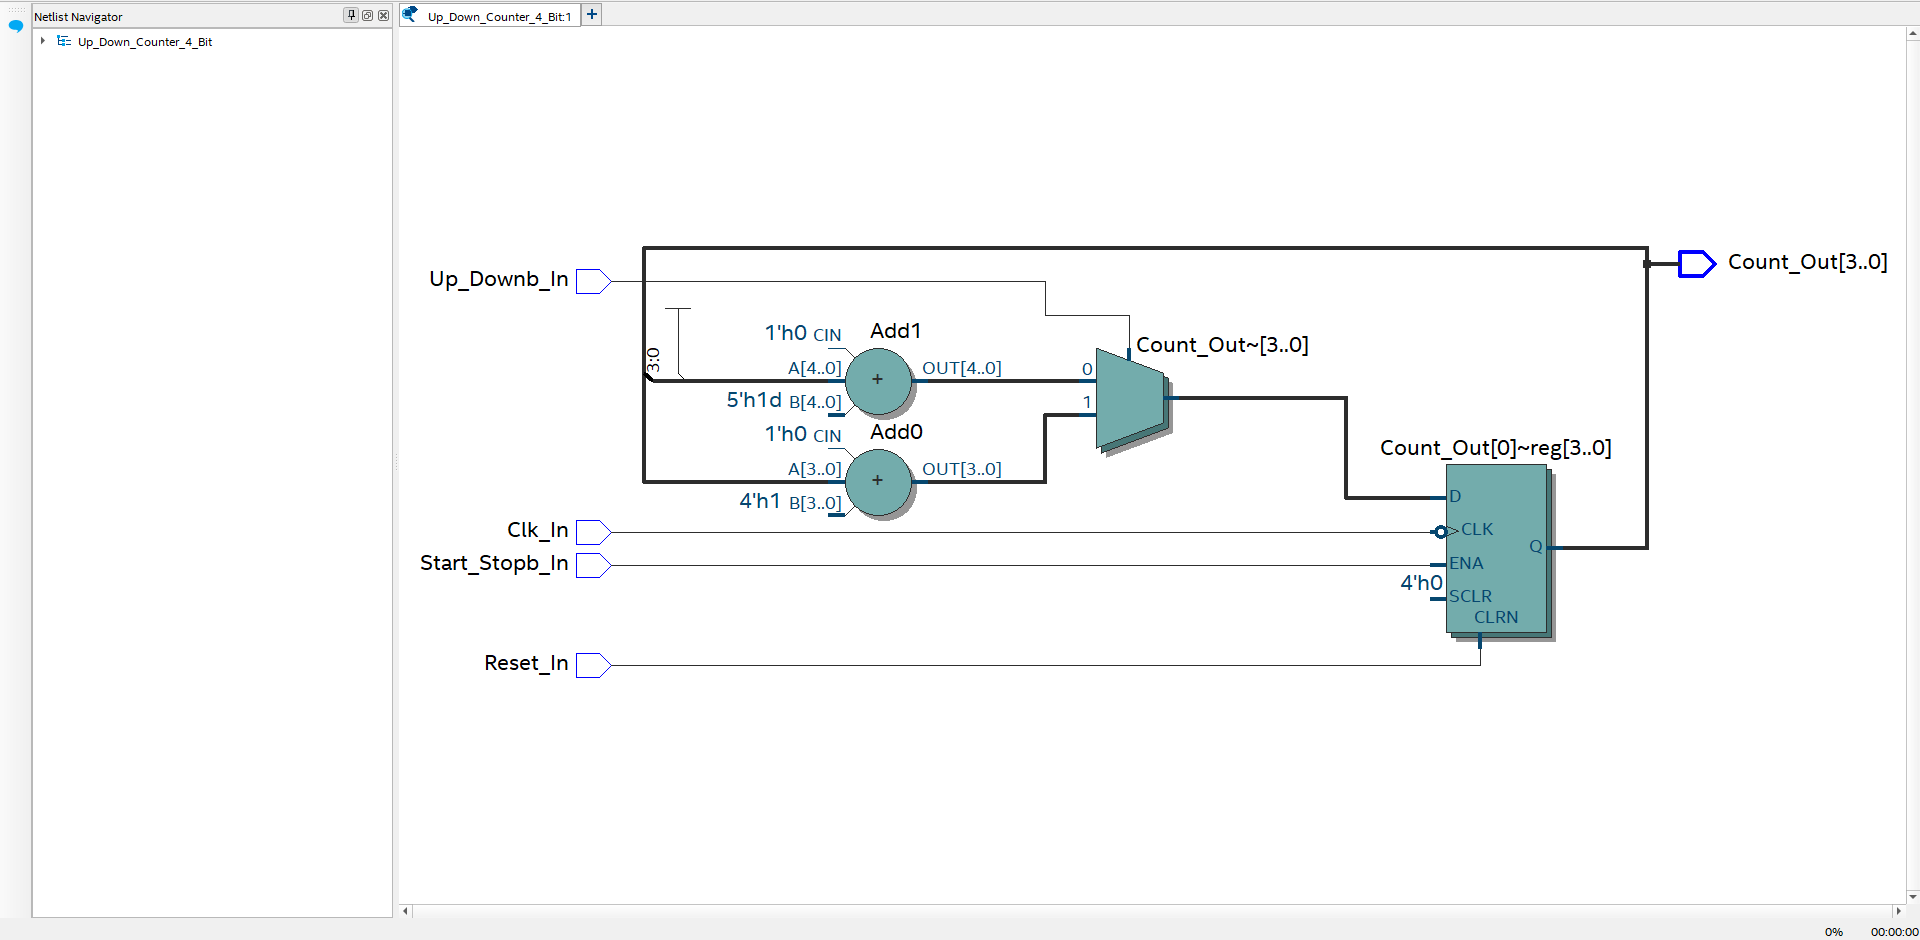 Netlist Navigator
Up_Down_Counter_4_Bit:1
Up_Down_Counter_4_Bit
Count_Out[3..0]
Up_Downb_In
1'h0 CIN
Add1
Count_Out~[3..0]
3:0
A[4..0]
+
OUT[4..0]
0
5'h1d B[4..0]
1
1'h0 CIN
Add0
Count_Out[0]~reg[3..0]
A[3..0]
+
OUT[3..0]
4'h1 B[3..0]
D
Clk_In
CLK
Q
Start_Stopb_In
ENA
4'h0
SCLR
CLRN
Reset_In
0%
00:00:00